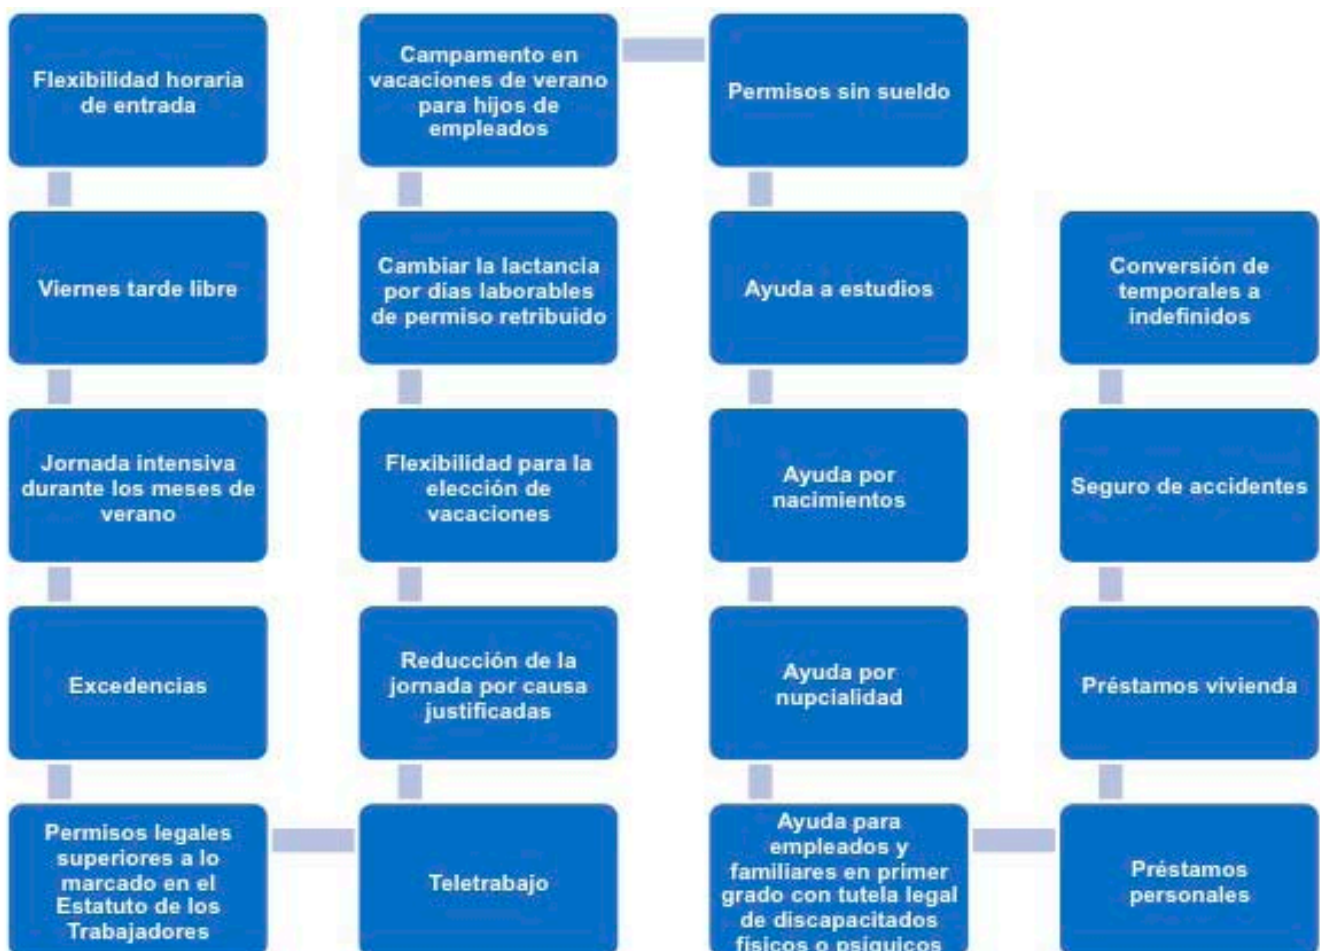 Flexibilidad horaria
de entrada
Viernes tarde libre
Jornada intensiva
durante los meses de
verano
Excedencias
Permisos legales
superiores a lo
marcado en el
Estatuto de los
Trabajadores
Teletrabajo
Reducción de la
jornada por causa
justificadas
Flexibilidad para la
elección de
vacaciones
Cambiar la lactancia
por días laborables
de permiso retribuido
Campamento en
vacaciones de verano
para hijos de
empleados
Permisos sin sueldo
Ayuda a estudios
Ayuda por
nacimientos
Ayuda por
nupcialidad
Ayuda para
empleados y
familiares en primer
grado con tutela legal
de discapacitados
físicos o psíquicos
Préstamos
personales
Préstamos vivienda
Seguro de accidentes
Conversión de
temporales a
indefinidos